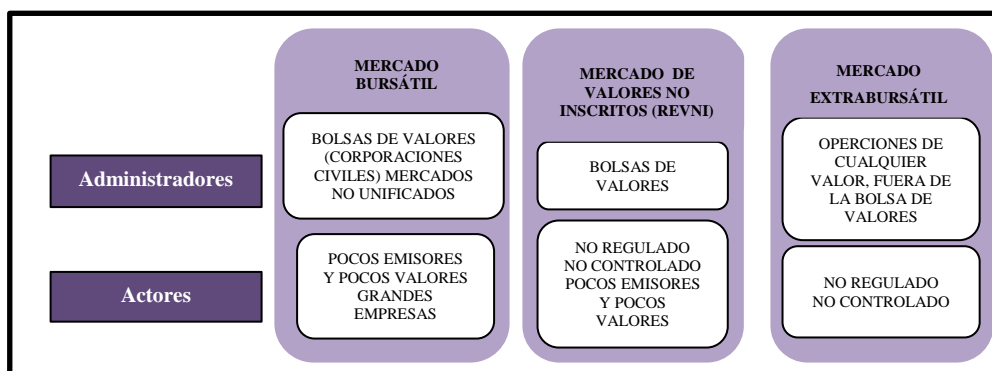 MERCADO
BURSÁTIL
MERCADO DE
VALORES NO
INSCRITOS (REVNI)
MERCADO
EXTRABURSÁTIL
Administradores
BOLSAS DE VALORES
(CORPORACIONES
CIVILES) MERCADOS
NO UNIFICADOS
BOLSAS DE
VALORES
OPERCIONES DE
CUALQUIER
VALOR, FUERA DE
LA BOLSA DE
VALORES
Actores
POCOS EMISORES
Y POCOS VALORES
GRANDES
EMPRESAS
NO REGULADO
NO CONTROLADO
POCOS EMISORES
Y POCOS
VALORES
NO REGULADO
NO CONTROLADO